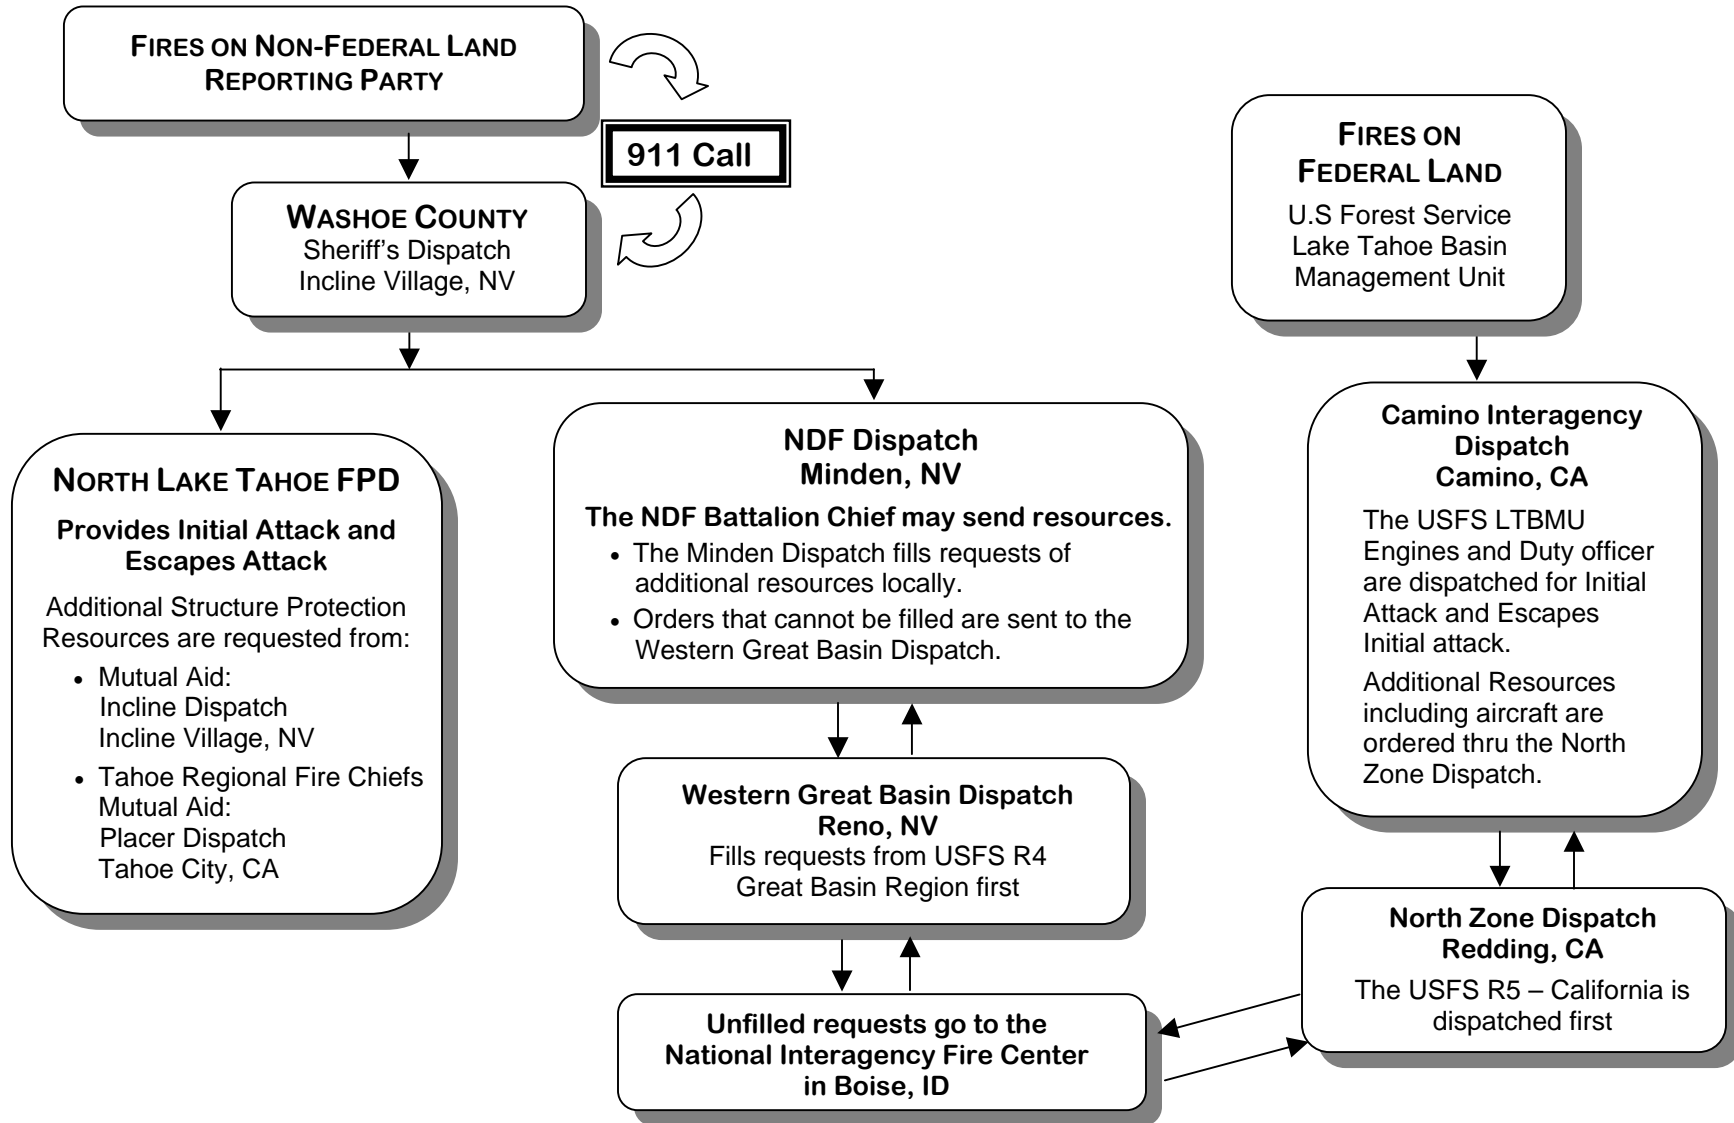 FIRES ON NON-FEDERAL LAND
REPORTING PARTY
911 Call
WASHOE COUNTY
Sheriff's Dispatch
Incline Village, NV
FIRES ON
FEDERAL LAND
U.S Forest Service
Lake Tahoe Basin
Management Unit
NORTH LAKE TAHOE FPD
Provides Initial Attack and
Escapes Attack
Additional Structure Protection
Resources are requested from:
• Mutual Aid:
Incline Dispatch
Incline Village, NV
• Tahoe Regional Fire Chiefs
Mutual Aid:
Placer Dispatch
Tahoe City, CA
NDF Dispatch
Minden, NV
The NDF Battalion Chief may send resources.
• The Minden Dispatch fills requests of
additional resources locally.
• Orders that cannot be filled are sent to the
Western Great Basin Dispatch.
Camino Interagency
Dispatch
Camino, CA
The USFS LTBMU
Engines and Duty officer
are dispatched for Initial
Attack and Escapes
Initial attack.
Additional Resources
including aircraft are
ordered thru the North
Zone Dispatch.
Western Great Basin Dispatch
Reno, NV
Fills requests from USFS R4
Great Basin Region first
North Zone Dispatch
Redding, CA
The USFS R5 – California is
dispatched first
Unfilled requests go to the
National Interagency Fire Center
in Boise, ID